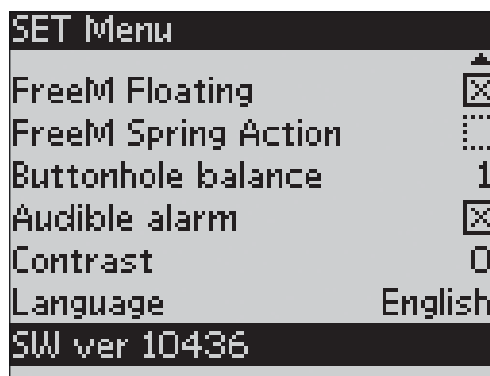 SET Menu
FreeM Floating
FreeM Spring Action
Buttonhole balance 1
Audible alarm
Contrast 0
Language English
SW ver 10436